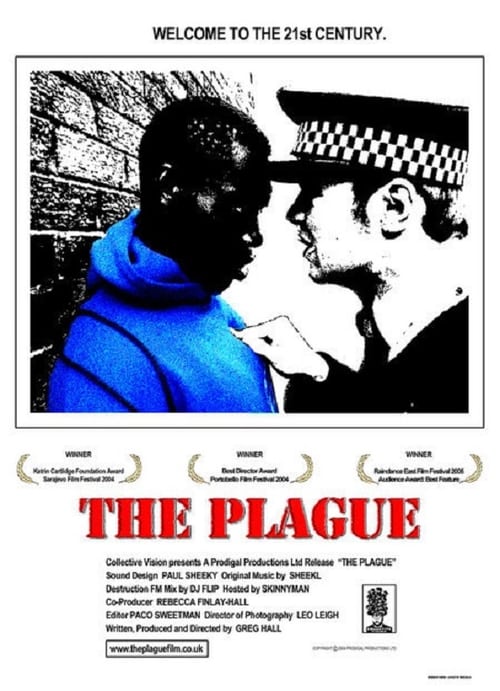 WELCOME TO THE 21st CENTURY.
WINNER
Katrin Cartlidge Foundation Award
Sarajevo Film Festival 2004
WINNER
Best Director Award
Portobello Film Festival 2004
WINNER
Raindance East Film Festival 2005
Audience Award: Best Feature
THE PLAGUE
Collective Vision presents A Prodigal Productions Ltd Release "THE PLAGUE"
Sound Design PAUL SHEEKY Original Music by SHEEKL
Destruction FM Mix by DJ FLIP Hosted by SKINNYMAN
Co-Producer REBECCA FINLAY-HALL
Editor PACO SWEETMAN Director of Photography LEO LEIGH
Written, Produced and Directed by GREG HALL
www.theplaguefilm.co.uk